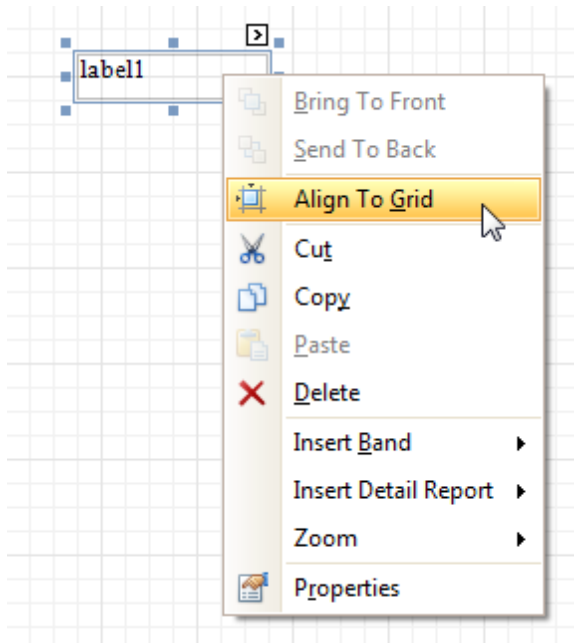 label1
Bring To Front
Send To Back
Align To Grid
Cut
Copy
Paste
Delete
Insert Band
Insert Detail Report
Zoom
Properties